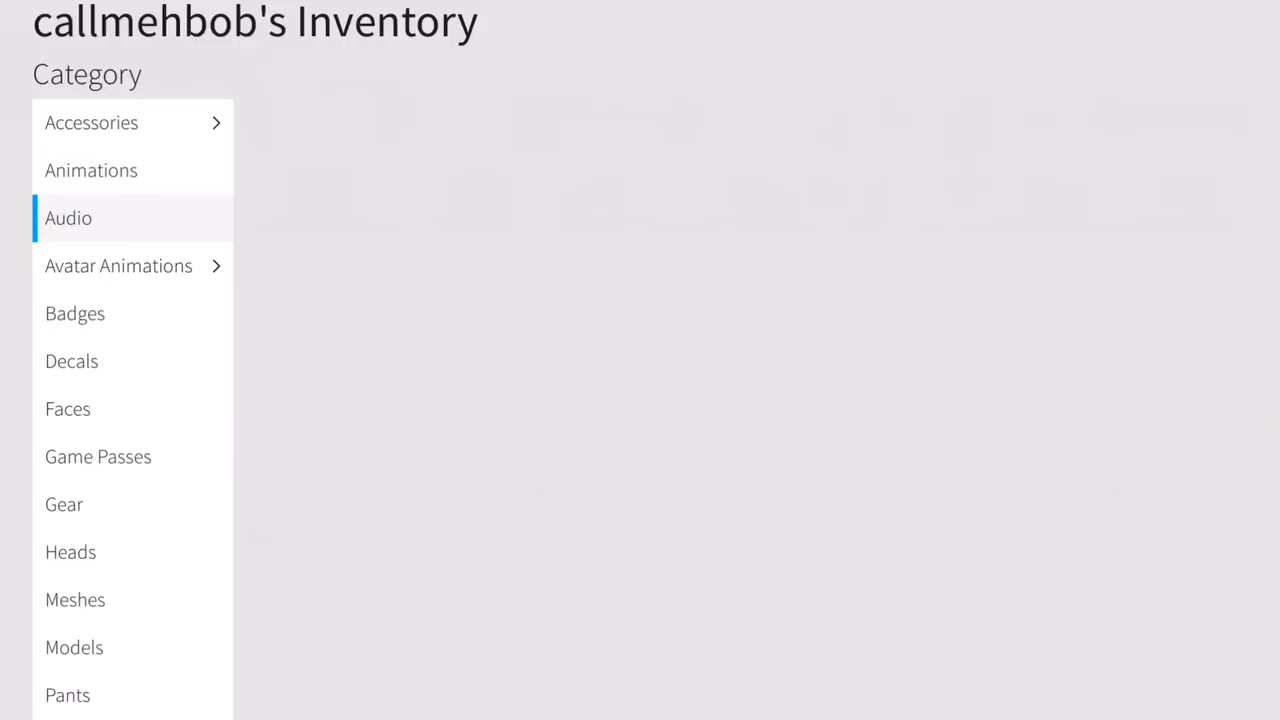 callmehbob's Inventory
Category
Accessories
Animations
Audio
Avatar Animations
Badges
Decals
Faces
Game Passes
Gear
Heads
Meshes
Models
Pants